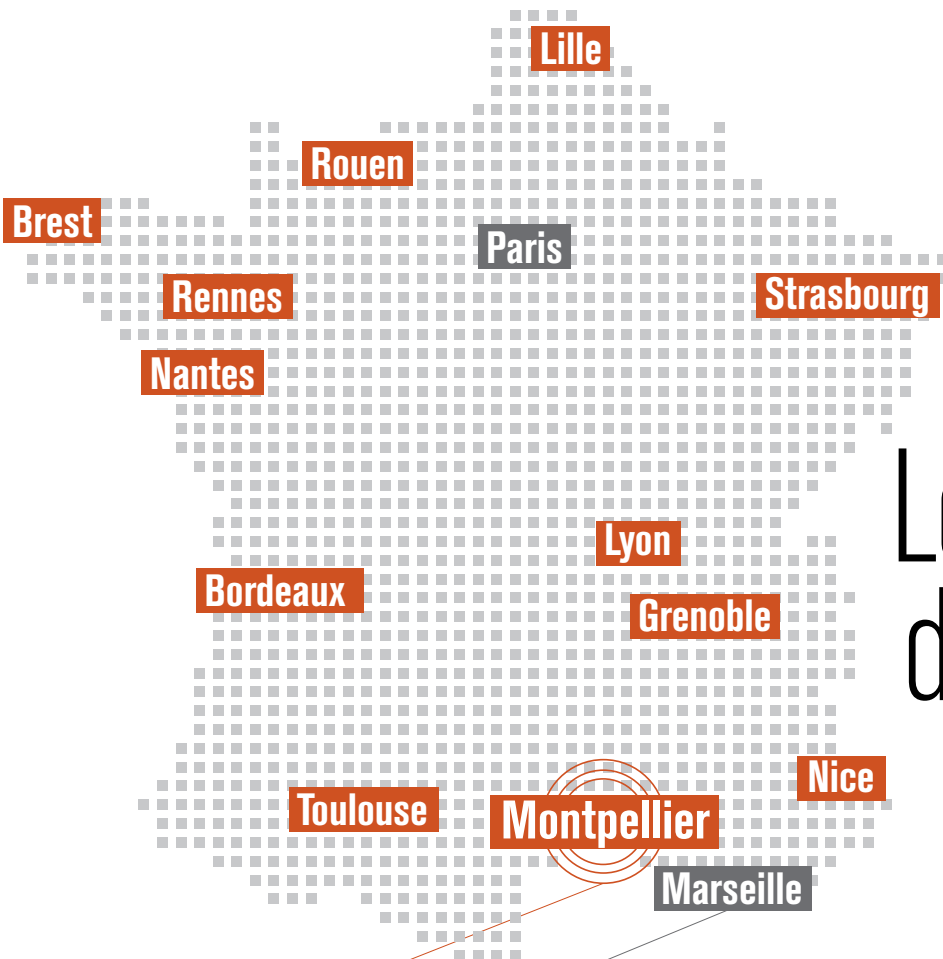 Lille
Rouen
Brest
Paris
Rennes
Strasbourg
Nantes
Lyon
Bordeaux
Grenoble
Nice
Toulouse
Montpellier
Marseille